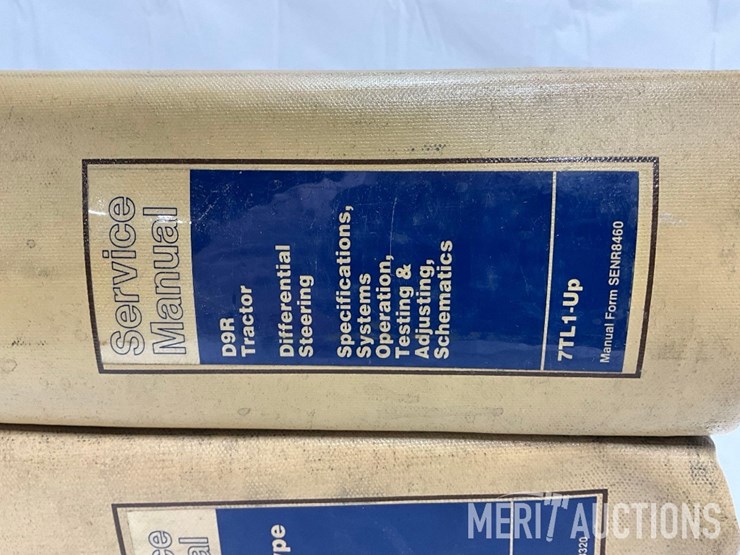 Service
Manual
D9R
Tractor
Differential
Steering
Specifications,
Systems
Operation,
Testing &
Adjusting,
Schematics
7TL1-Up
Manual Form SENR8460
MERIT AUCTIONS